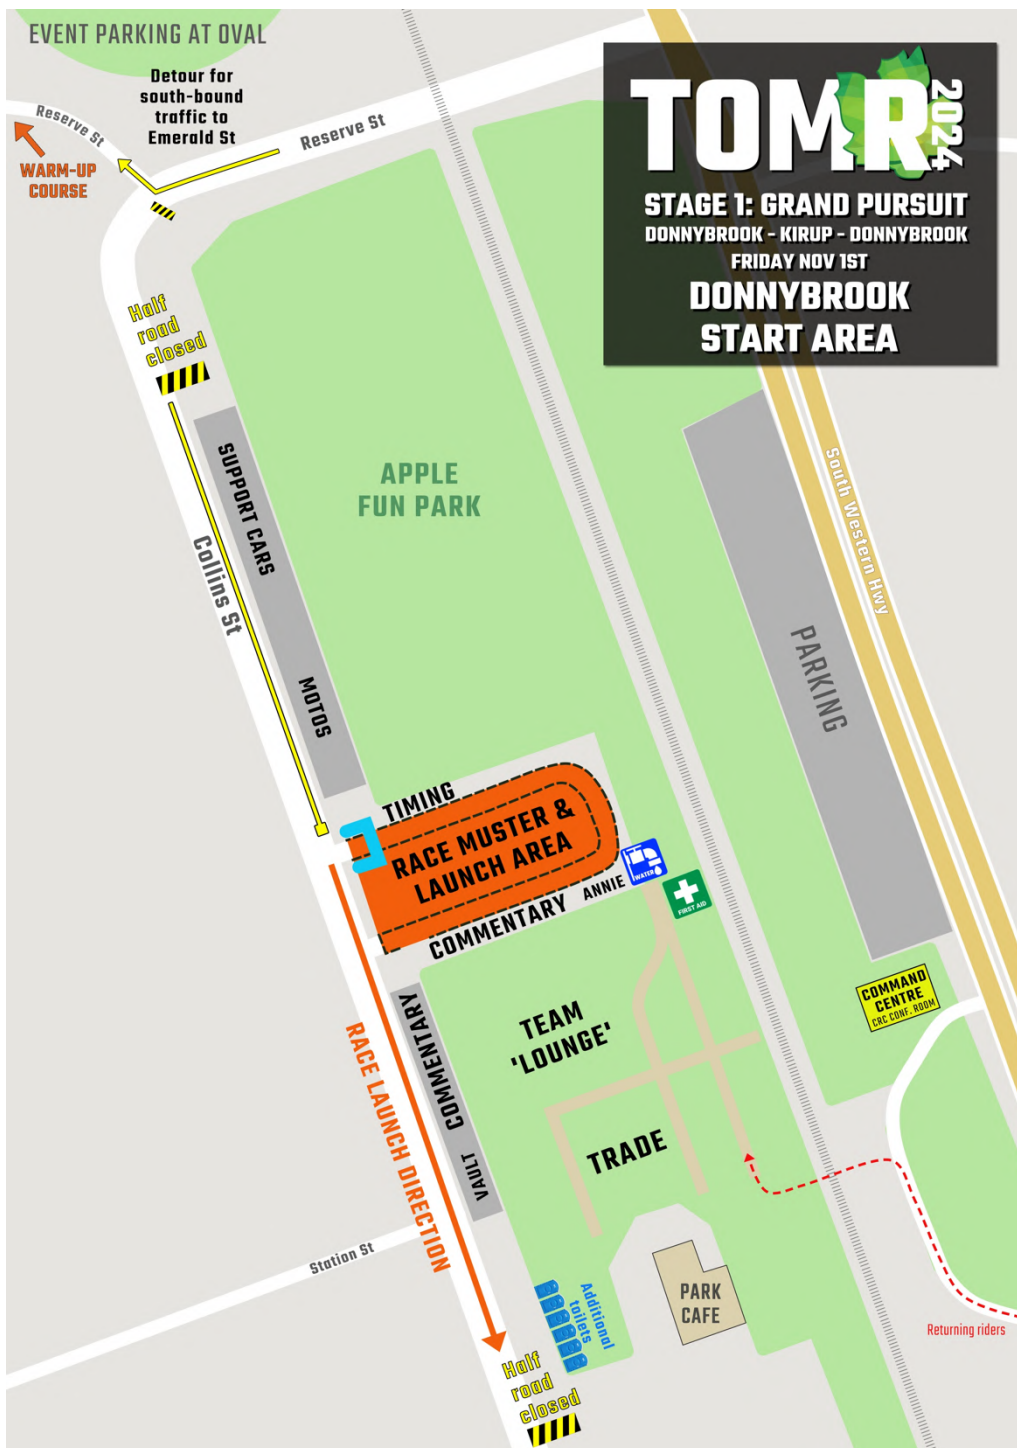 EVENT PARKING AT OVAL
Detour for
south-bound
traffic to
Emerald St
Reserve St
WARM-UP
COURSE
Reserve St
TOMR
2024
STAGE 1: GRAND PURSUIT
DONNYBROOK - KIRUP - DONNYBROOK
FRIDAY NOV 1ST
DONNYBROOK
START AREA
Half
road
closed
SUPPORT CARS
APPLE
FUN PARK
South Western Hwy
Collins St
MOTOS
PARKING
TIMING
RACE MUSTER &
LAUNCH AREA
WATER
ANNIE
FIRST AID
COMMENTARY
COMMAND
CENTRE
CRC CONF. ROOM
COMMENTARY
VAULT
TEAM
'LOUNGE'
RACE LAUNCH DIRECTION
TRADE
Station St
Additional
toilets
PARK
CAFE
Returning riders
Half
road
closed